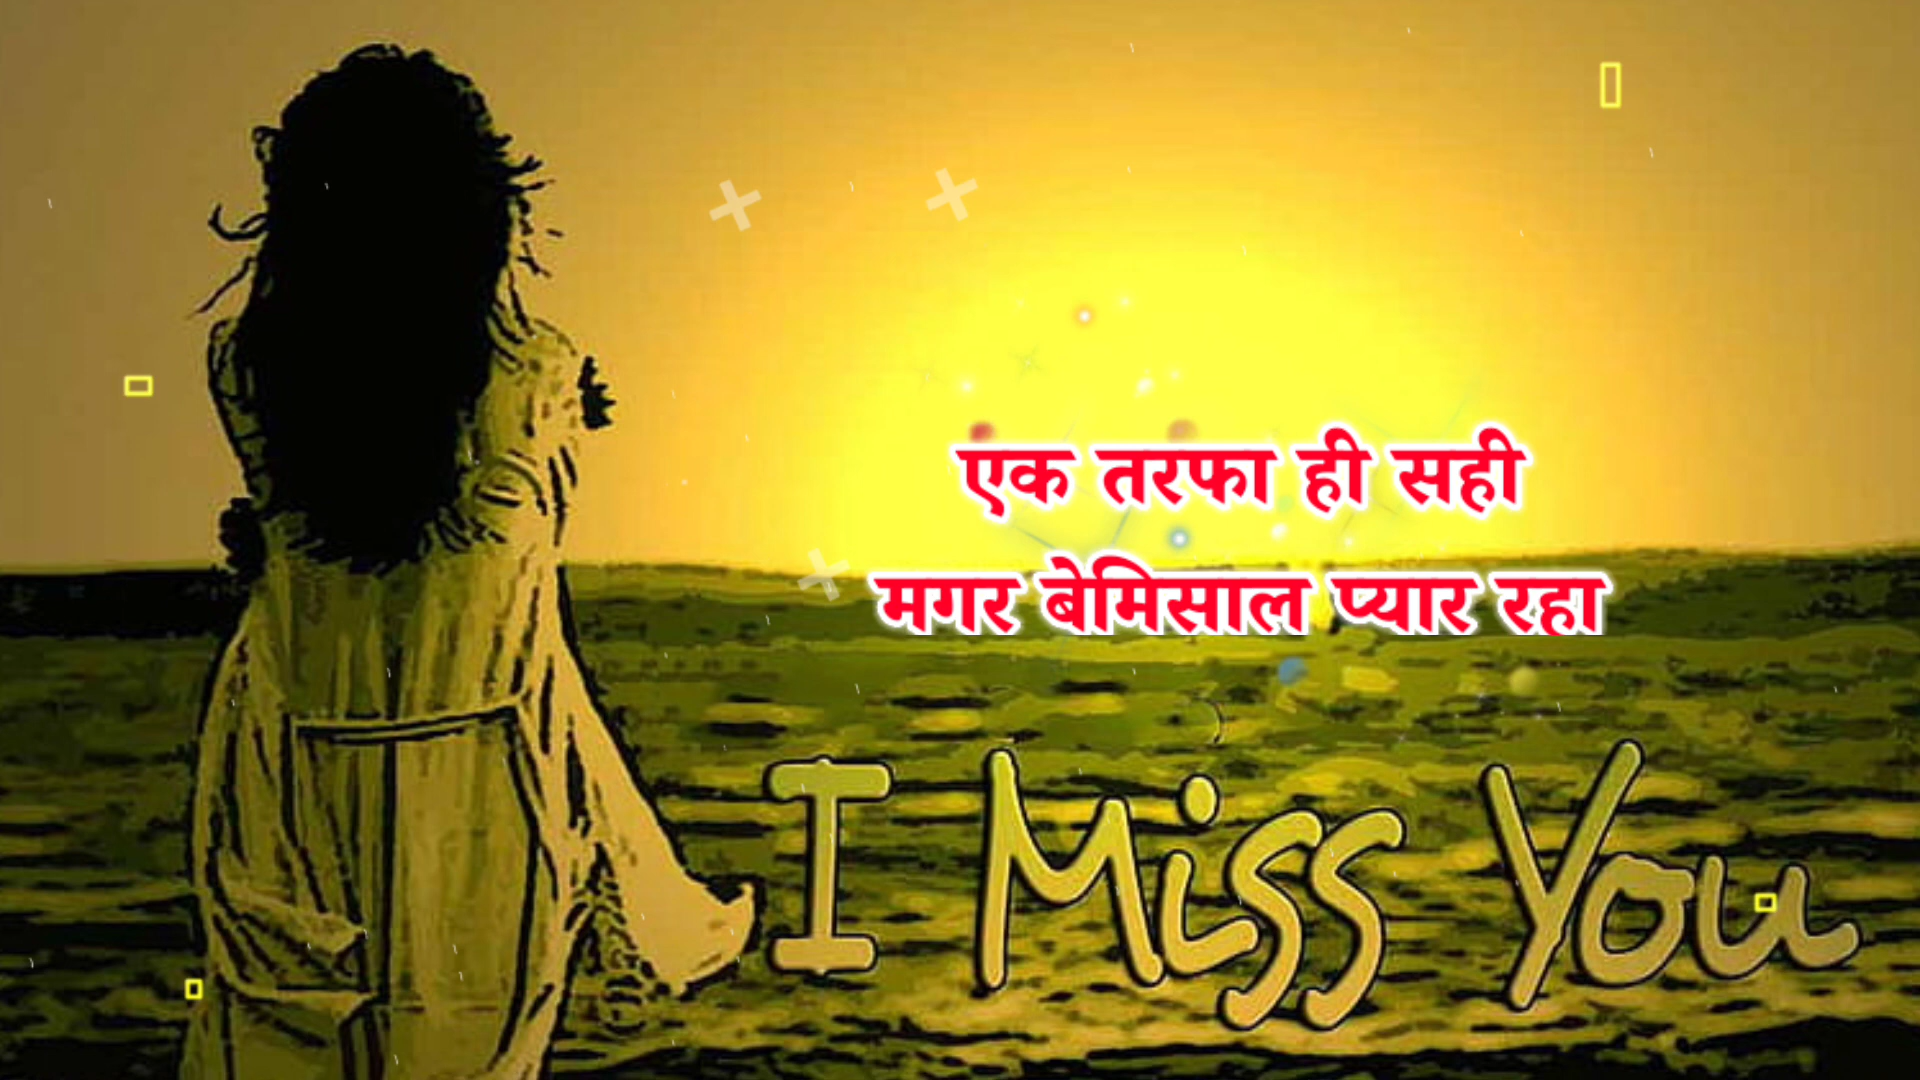 एक तरफा ही सही
मगर बेमिसाल प्यार रहा
I Miss You